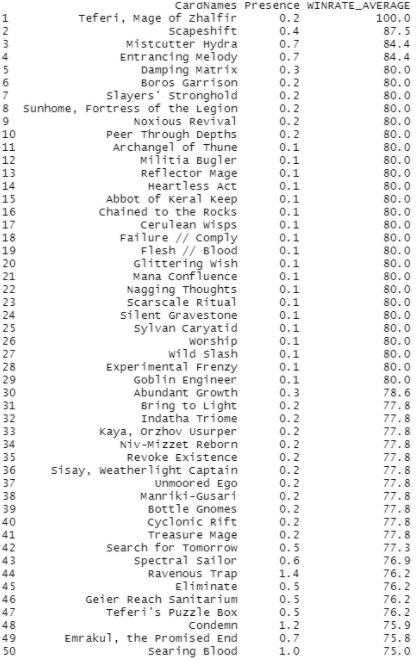 CardNames Presence WINRATE_AVERAGE
1 Teferi, Mage of Zhalfir 0.2 100.0
2 Scapeshift 0.4 87.5
3 Mistcutter Hydra 0.7 84.4
4 Entrancing Melody 0.7 84.4
5 Damping Matrix 0.3 80.0
6 Boros Garrison 0.2 80.0
7 Slayers' Stronghold 0.2 80.0
8 Sunhome, Fortress of the Legion 0.2 80.0
9 Noxious Revival 0.2 80.0
10 Peer Through Depths 0.2 80.0
11 Archangel of Thune 0.1 80.0
12 Militia Bugler 0.1 80.0
13 Reflector Mage 0.1 80.0
14 Heartless Act 0.1 80.0
15 Abbot of Keral Keep 0.1 80.0
16 Chained to the Rocks 0.1 80.0
17 Cerulean Wisps 0.1 80.0
18 Failure // Comply 0.1 80.0
19 Flesh // Blood 0.1 80.0
20 Glittering Wish 0.1 80.0
21 Mana Confluence 0.1 80.0
22 Nagging Thoughts 0.1 80.0
23 Scarscale Ritual 0.1 80.0
24 Silent Gravestone 0.1 80.0
25 Sylvan Caryatid 0.1 80.0
26 Worship 0.1 80.0
27 Wild Slash 0.1 80.0
28 Experimental Frenzy 0.1 80.0
29 Goblin Engineer 0.1 80.0
30 Abundant Growth 0.3 78.6
31 Bring to Light 0.2 77.8
32 Indatha Triome 0.2 77.8
33 Kaya, Orzhov Usurper 0.2 77.8
34 Niv-Mizzet Reborn 0.2 77.8
35 Revoke Existence 0.2 77.8
36 Sisay, Weatherlight Captain 0.2 77.8
37 Unmoored Ego 0.2 77.8
38 Manriki-Gusari 0.2 77.8
39 Bottle Gnomes 0.2 77.8
40 Cyclonic Rift 0.2 77.8
41 Treasure Mage 0.2 77.8
42 Search for Tomorrow 0.5 77.3
43 Spectral Sailor 0.6 76.9
44 Ravenous Trap 1.4 76.2
45 Eliminate 0.5 76.2
46 Geier Reach Sanitarium 0.5 76.2
47 Teferi's Puzzle Box 0.5 76.2
48 Condemn 1.2 75.9
49 Emrakul, the Promised End 0.7 75.8
50 Searing Blood 1.0 75.0